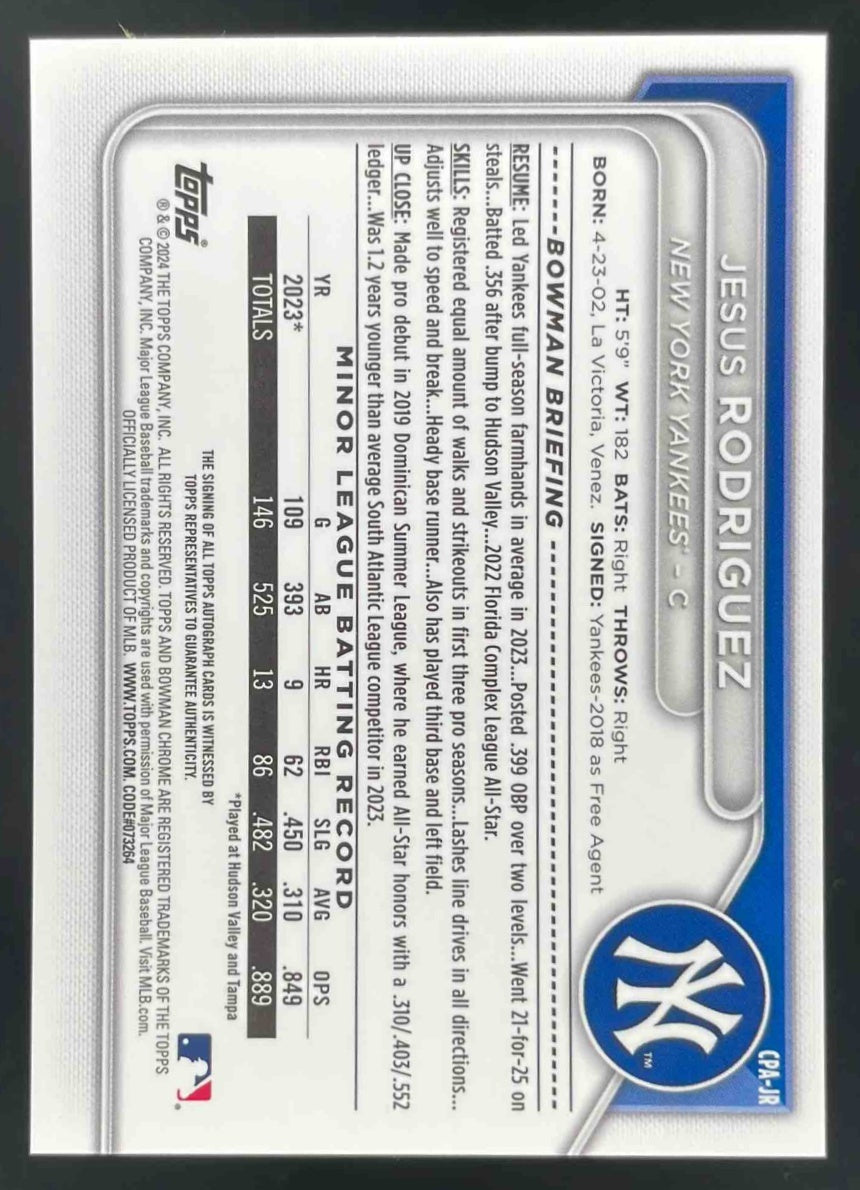 CPA-JR
JESUS RODRIGUEZ
NEW YORK YANKEES® – C
HT: 5'9" WT: 182 BATS: Right THROWS: Right
BORN: 4-23-02, La Victoria, Venez. SIGNED: Yankees-2018 as Free Agent
TM
BOWMAN BRIEFING
RESUME: Led Yankees full-season farmhands in average in 2023...Posted .399 OBP over two levels...Went 21-for-25 on
steals...Batted .356 after bump to Hudson Valley...2022 Florida Complex League All-Star.
SKILLS: Registered equal amount of walks and strikeouts in first three pro seasons...Lashes line drives in all directions...
Adjusts well to speed and break...Heady base runner...Also has played third base and left field.
UP CLOSE: Made pro debut in 2019 Dominican Summer League, where he earned All-Star honors with a .310/.403/.552
ledger...Was 1.2 years younger than average South Atlantic League competitor in 2023.
MINOR LEAGUE BATTING RECORD
YR G AB HR RBI SLG AVG OPS
2023* 109 393 9 62 .450 .310 .849
TOTALS 146 525 13 86 .482 .320 .889
*Played at Hudson Valley and Tampa
THE SIGNING OF ALL TOPPS AUTOGRAPH CARDS IS WITNESSED BY
TOPPS REPRESENTATIVES TO GUARANTEE AUTHENTICITY.
topps®
® & © 2024 THE TOPPS COMPANY, INC. ALL RIGHTS RESERVED. TOPPS AND BOWMAN CHROME ARE REGISTERED TRADEMARKS OF THE TOPPS
COMPANY, INC. Major League Baseball trademarks and copyrights are used with permission of Major League Baseball. Visit MLB.com.
OFFICIALLY LICENSED PRODUCT OF MLB. WWW.TOPPS.COM. CODE#073264